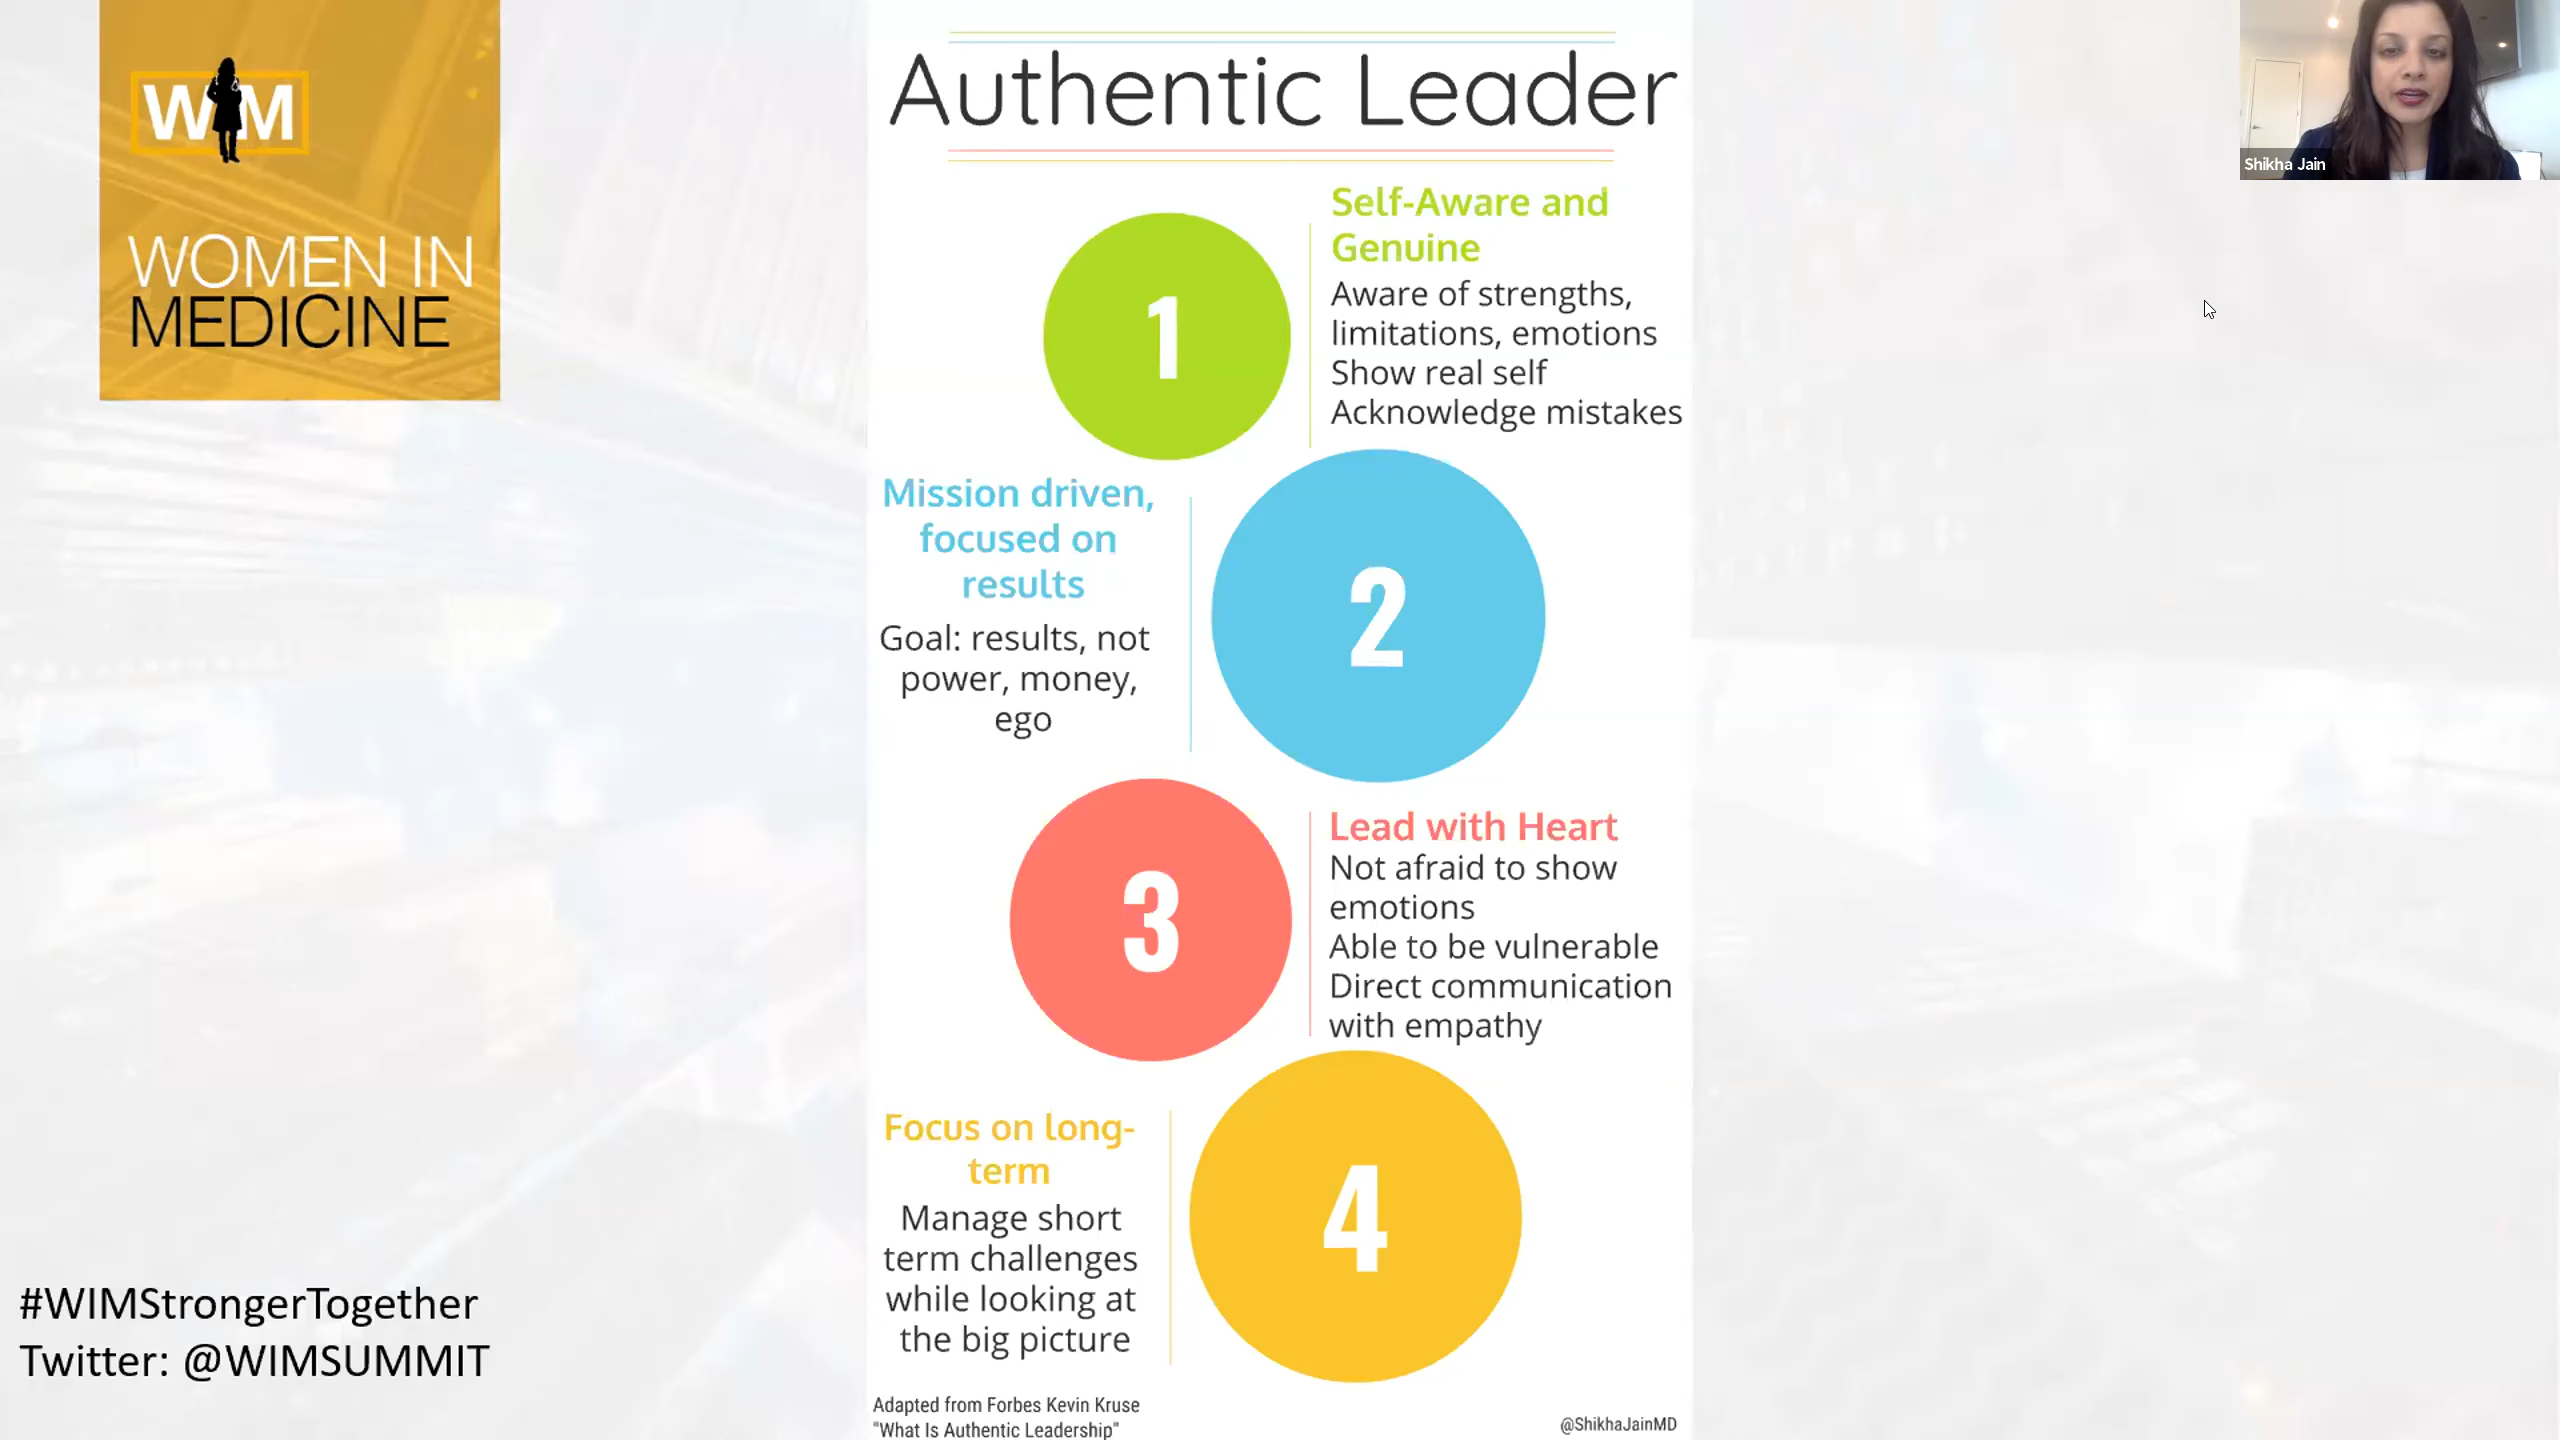 WIM
WOMEN IN
MEDICINE
Authentic Leader
1
Self-Aware and
Genuine
Aware of strengths,
limitations, emotions
Show real self
Acknowledge mistakes
Mission driven,
focused on
results
Goal: results, not
power, money,
ego
2
3
Lead with Heart
Not afraid to show
emotions
Able to be vulnerable
Direct communication
with empathy
Focus on long-
term
Manage short
term challenges
while looking at
the big picture
4
Adapted from Forbes Kevin Kruse
"What Is Authentic Leadership"
@ShikhaJainMD
#WIMStrongerTogether
Twitter: @WIMSUMMIT
Shikha Jain